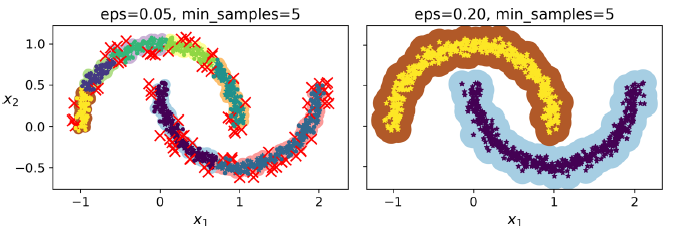 eps=0.05, min_samples=5
eps=0.20, min_samples=5
1.0
0.5
0.0
−0.5
x₂
−1 0 1 2
−1 0 1 2
x₁
x₁